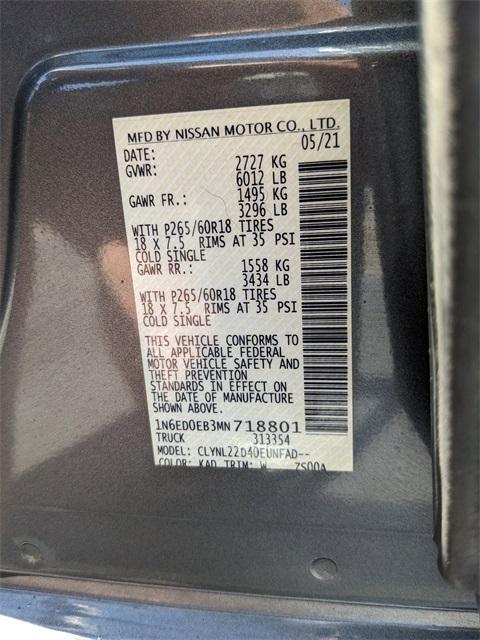 MFD BY NISSAN MOTOR CO., LTD.
DATE: 05/21
GVWR: 2727 KG
6012 LB
GAWR FR.: 1495 KG
3296 LB
WITH P265/60R18 TIRES
18 X 7.5 RIMS AT 35 PSI
COLD SINGLE
GAWR RR.: 1558 KG
3434 LB
WITH P265/60R18 TIRES
18 X 7.5 RIMS AT 35 PSI
COLD SINGLE
THIS VEHICLE CONFORMS TO
ALL APPLICABLE FEDERAL
MOTOR VEHICLE SAFETY AND
THEFT PREVENTION
STANDARDS IN EFFECT ON
THE DATE OF MANUFACTURE
SHOWN ABOVE.
1N6ED0EB3MN718801
TRUCK 313354
MODEL: CLYNL22D40EUNFAD--
COLOR: KAD TRIM: W ZS00A